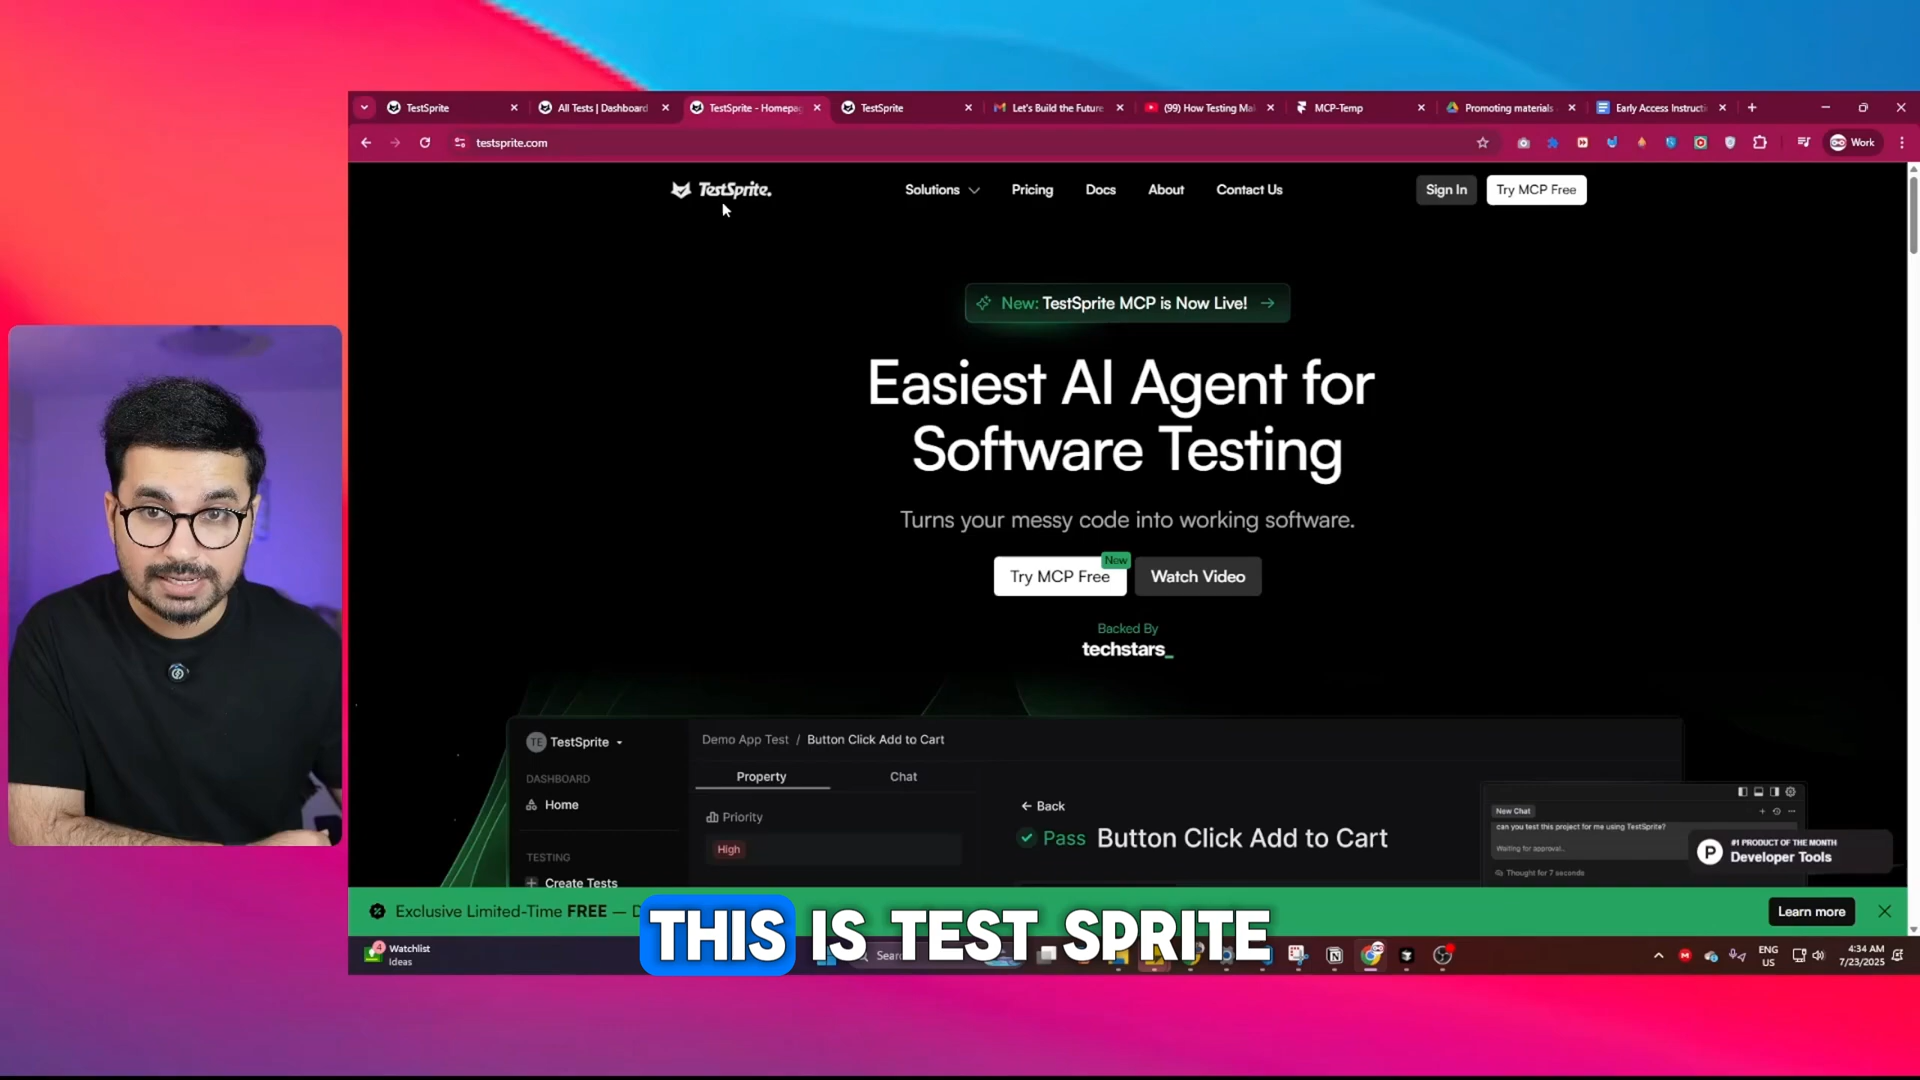 TestSprite
All Tests | Dashboard
TestSprite - Homepag
TestSprite
Let's Build the Future
(99) How Testing Ma
MCP-Temp
Promoting materials
Early Access Instructi
testsprite.com
Work
TestSprite.
Solutions
Pricing
Docs
About
Contact Us
Sign In
Try MCP Free
New: TestSprite MCP is Now Live!
Easiest AI Agent for
Software Testing
Turns your messy code into working software.
New
Try MCP Free
Watch Video
Backed By
techstars_
TE TestSprite
DASHBOARD
Home
TESTING
Create Tests
Demo App Test / Button Click Add to Cart
Property
Chat
Priority
High
Back
Pass Button Click Add to Cart
New Chat
can you test this project for me using TestSprite?
Waiting for approval..
Thought for 7 seconds
P
#1 PRODUCT OF THE MONTH
Developer Tools
Exclusive Limited-Time FREE —
Learn more
THIS IS TEST SPRITE
4
Watchlist
Ideas
Sear
ENG
US
4:34 AM
7/23/2025